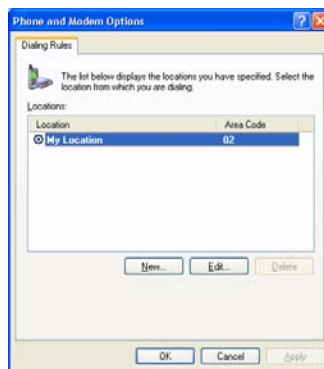 Phone and Modem Options
Dialing Rules
The list below displays the locations you have specified. Select the
location from which you are dialing.
Locations:
Location Area Code
My Location 02
New... Edit... Delete
OK Cancel Apply